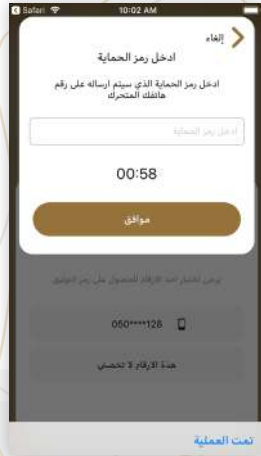 Safari 10:02 AM
إلغاء
ادخل رمز الحماية
ادخل رمز الحماية الذي سيتم ارساله على رقم
هاتفك المتحرك
ادخل رمز الحماية
00:58
موافق
يرجى اختيار احد الارقام للحصول على رمز التوثيق
050****128
هذة الارقام لا تخصني
تمت العملية